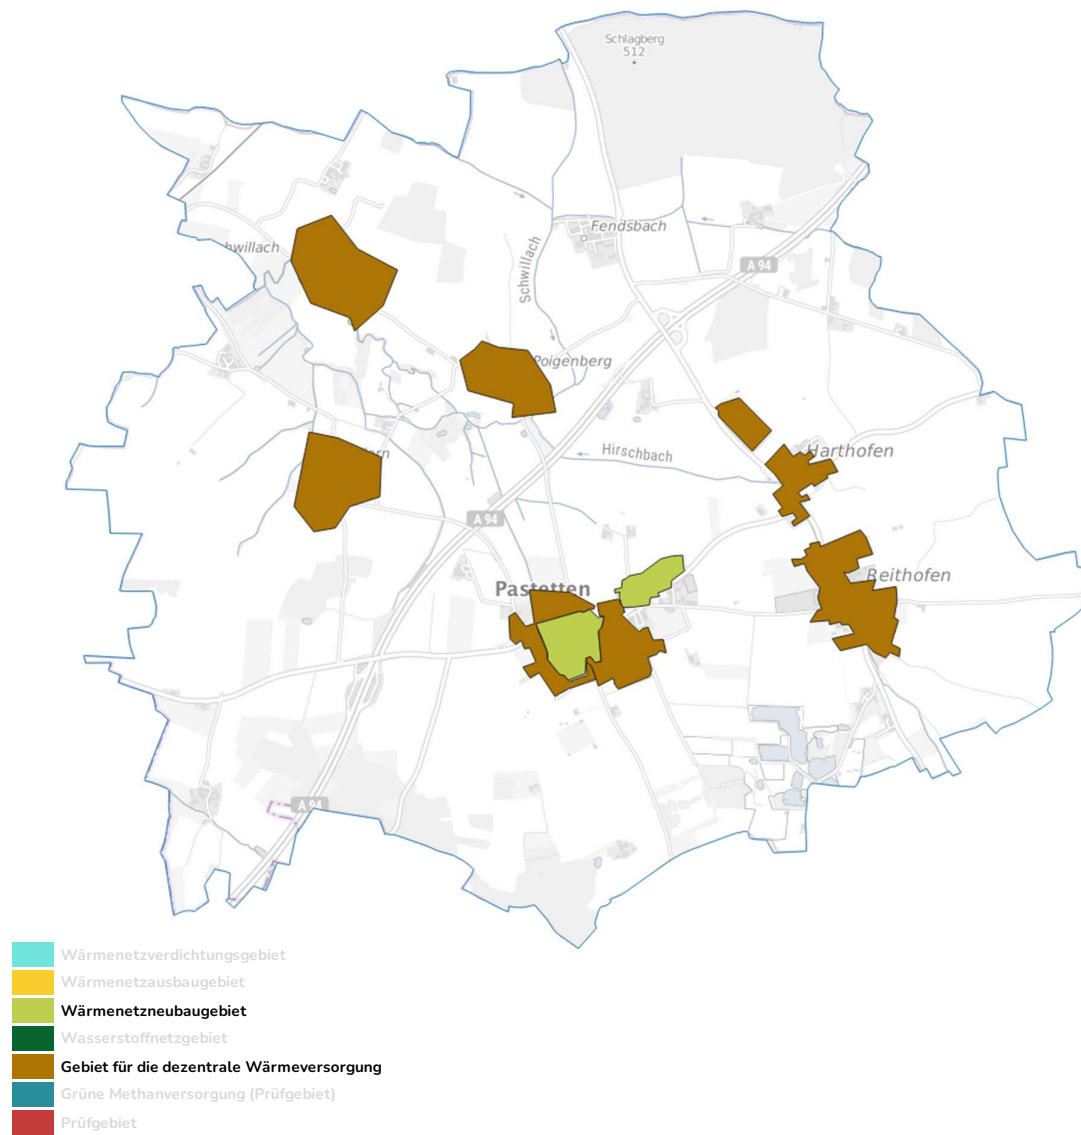 Schlagberg
512
Fendsbach
hwillach
Schwillach
A 94
Poigenberg
Harthofen
Hirschbach
A 94
Reithofen
Pastetten
A 94
Wärmenetzverdichtungsgebiet
Wärmenetzausbaugebiet
Wärmenetzneubaugebiet
Wasserstoffnetzgebiet
Gebiet für die dezentrale Wärmeversorgung
Grüne Methanversorgung (Prüfgebiet)
Prüfgebiet